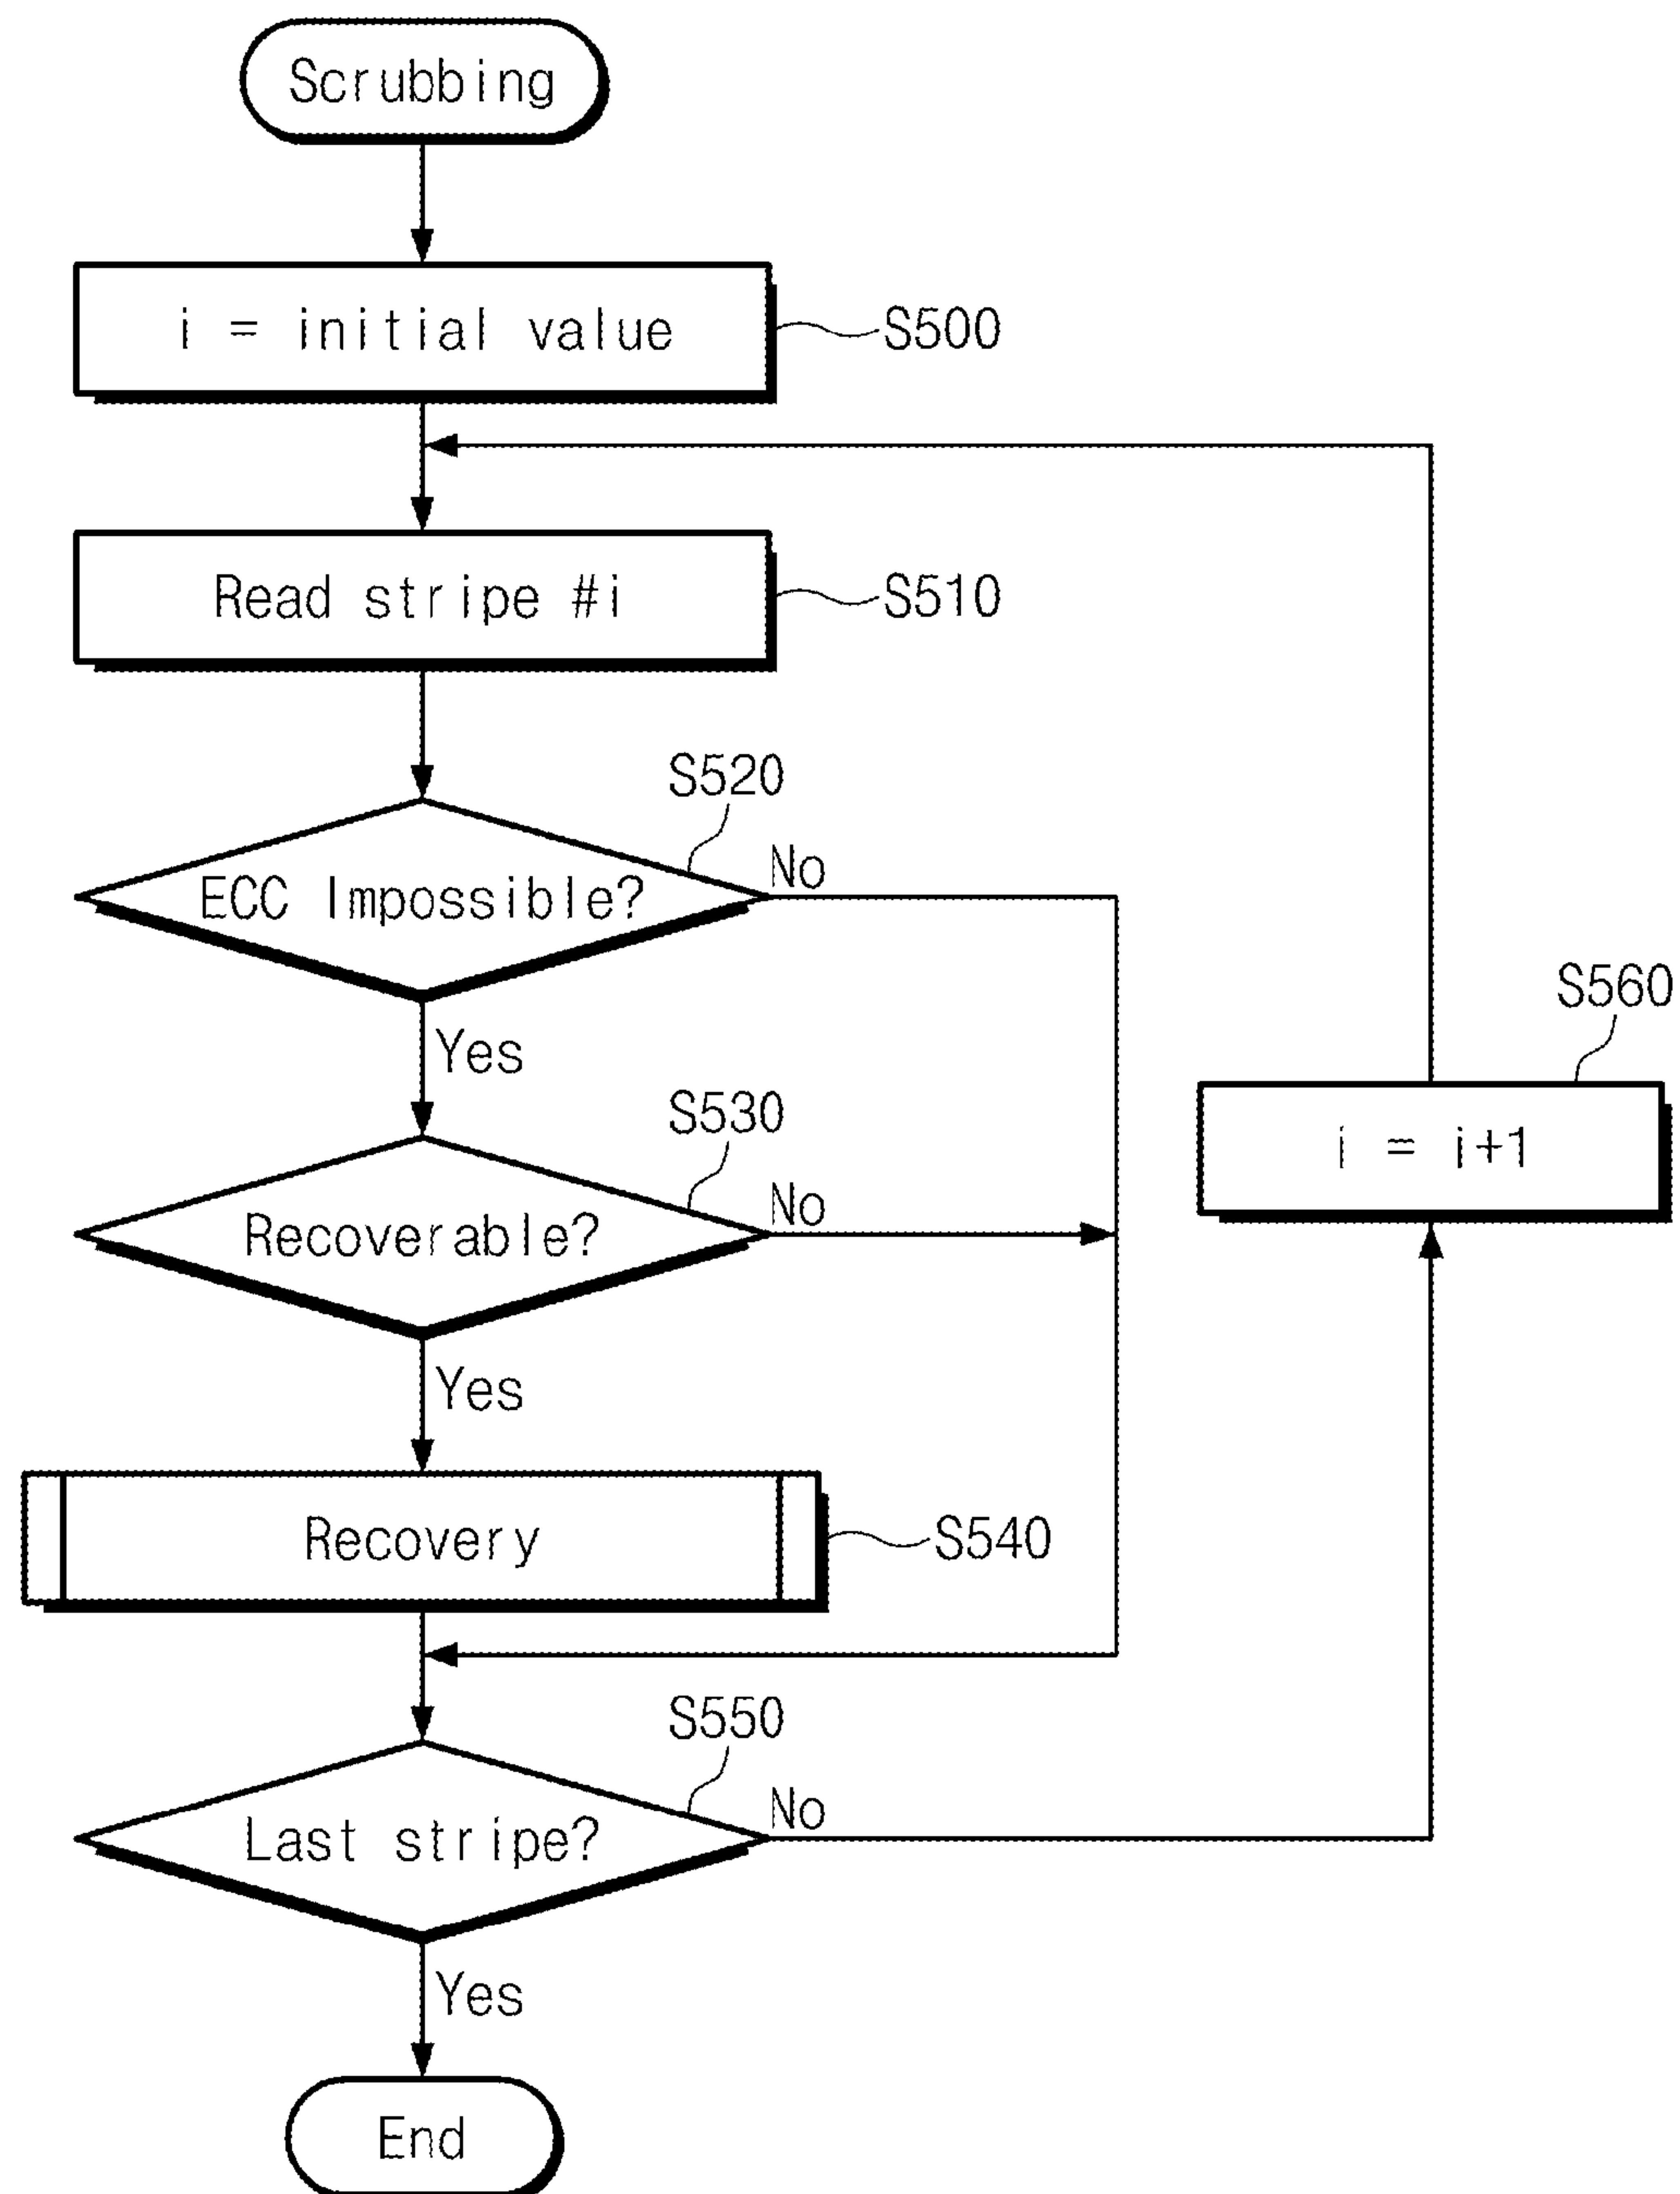 Scrubbing
i = initial value
S500
Read stripe #i
S510
S520
ECC Impossible?
No
Yes
S560
i = i+1
S530
Recoverable?
No
Yes
Recovery
S540
S550
Last stripe?
No
Yes
End